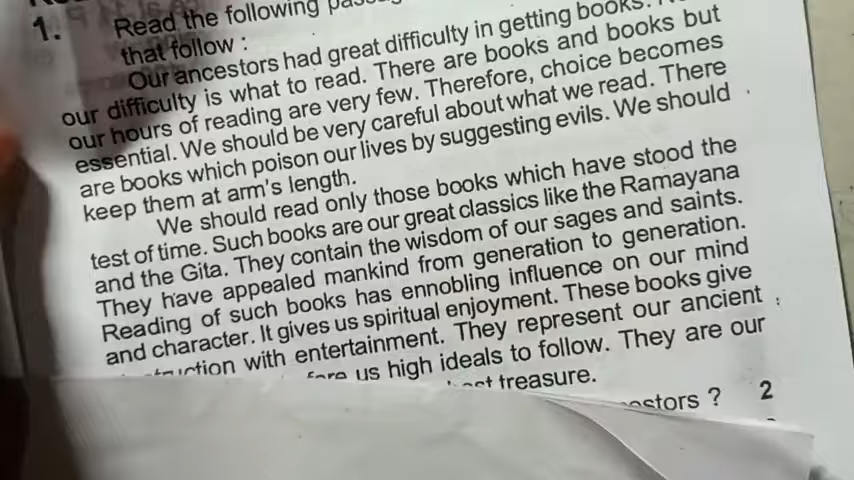 1. Read the following
that follow :
Our ancestors had great difficulty in getting books.
our difficulty is what to read. There are books and books but
our hours of reading are very few. Therefore, choice becomes
essential. We should be very careful about what we read. There
are books which poison our lives by suggesting evils. We should
keep them at arm's length.
We should read only those books which have stood the
test of time. Such books are our great classics like the Ramayana
and the Gita. They contain the wisdom of our sages and saints.
They have appealed mankind from generation to generation.
Reading of such books has ennobling influence on our mind
and character. It gives us spiritual enjoyment. These books give
with entertainment. They represent our ancient
us high ideals to follow. They are our
treasure.
? 2